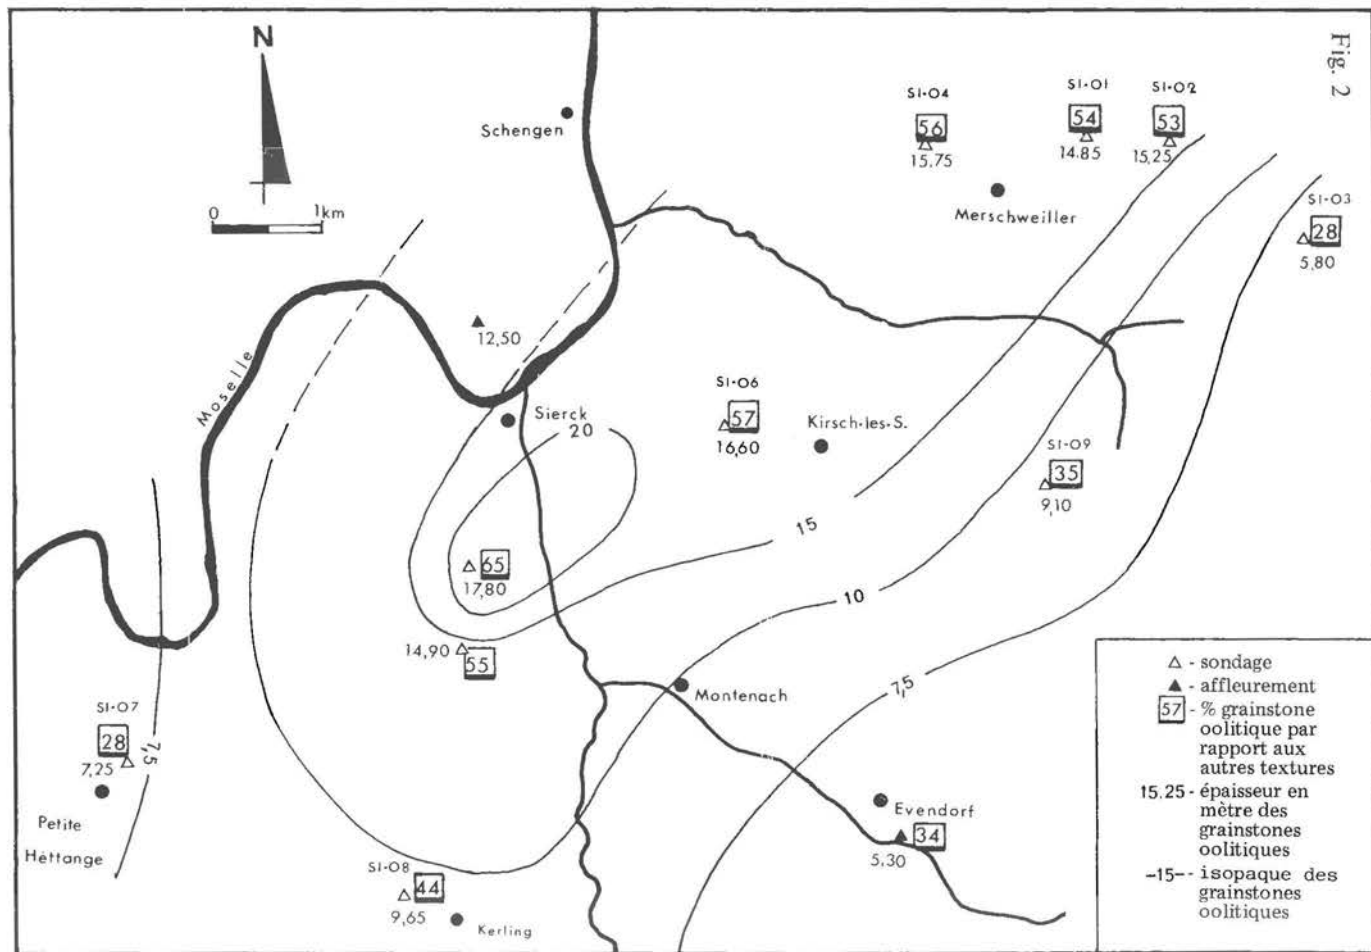 Fig. 2
N
0 1km
Schengen
SI-04
56
15.75
SI-01
54
14.85
SI-02
53
15,25
Merschweiller
SI-03
28
5,80
Moselle
12,50
Sierck
20
SI-06
57
16,60
Kirsch-les-S.
SI-09
35
9,10
15
65
17,80
10
14,90
55
Montenach
7,5
SI-07
28
7,25
7,5
Petite
Héttange
Evendorf
34
5,30
SI-08
44
9,65
Kerling
△ - sondage
▲ - affleurement
57 - % grainstone
oolitique par
rapport aux
autres textures
15.25 - épaisseur en
mètre des
grainstones
oolitiques
-15-- isopaque des
grainstones
oolitiques